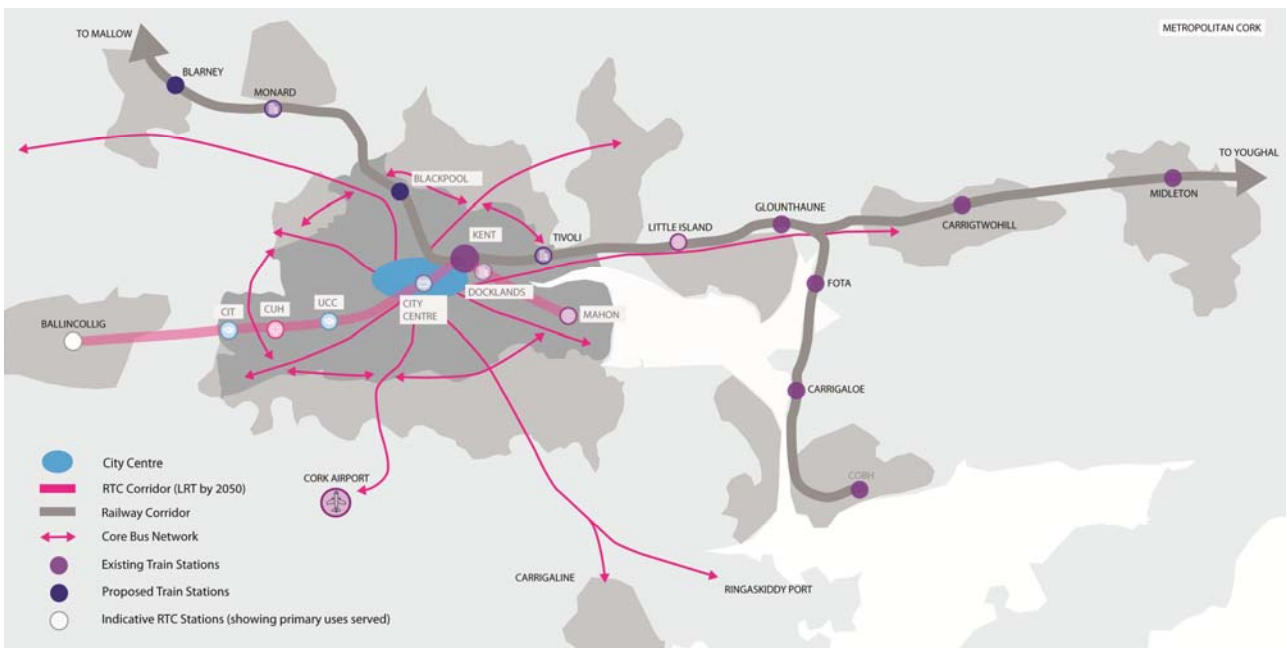 METROPOLITAN CORK
TO MALLOW
BLARNEY
MONARD
BLACKPOOL
TO YOUGHAL
MIDLETON
GLOUNTHAUNE
CARRIGTWOHILL
LITTLE ISLAND
KENT
TIVOLI
FOTA
DOCKLANDS
CITY
CENTRE
MAHON
UCC
CUH
CIT
BALLINCOLLIG
CARRIGALOE
COBH
CORK AIRPORT
CARRIGALINE
RINGASKIDDY PORT
City Centre
RTC Corridor (LRT by 2050)
Railway Corridor
Core Bus Network
Existing Train Stations
Proposed Train Stations
Indicative RTC Stations (showing primary uses served)